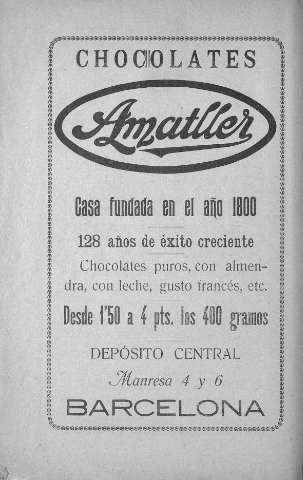 CHOCOLATES
Amatller
Casa fundada en el año 1800
128 años de éxito creciente
Chocolates puros, con almen-
dra, con leche, gusto francés, etc.
Desde 1'50 a 4 pts. los 400 gramos
DEPÓSITO CENTRAL
Manresa 4 y 6
BARCELONA